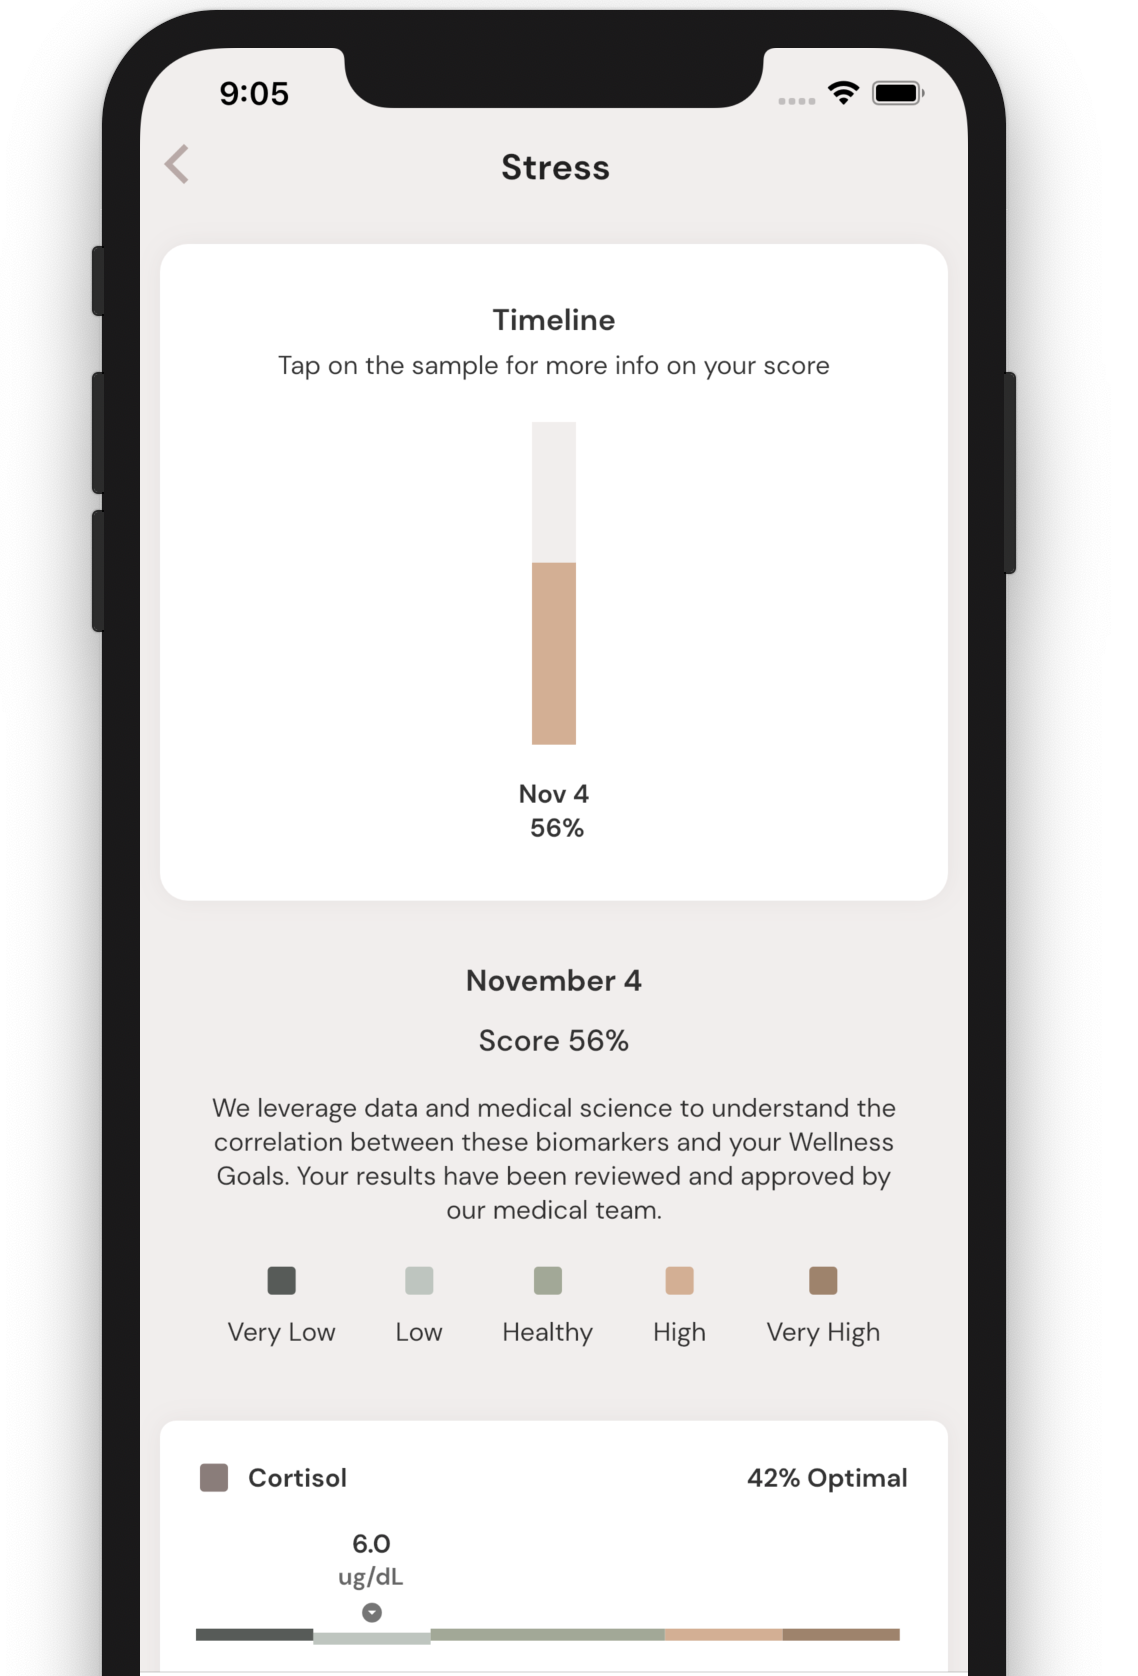 9:05
Stress
Timeline
Tap on the sample for more info on your score
Nov 4
56%
November 4
Score 56%
We leverage data and medical science to understand the
correlation between these biomarkers and your Wellness
Goals. Your results have been reviewed and approved by
our medical team.
Very Low
Low
Healthy
High
Very High
Cortisol
42% Optimal
6.0
ug/dL